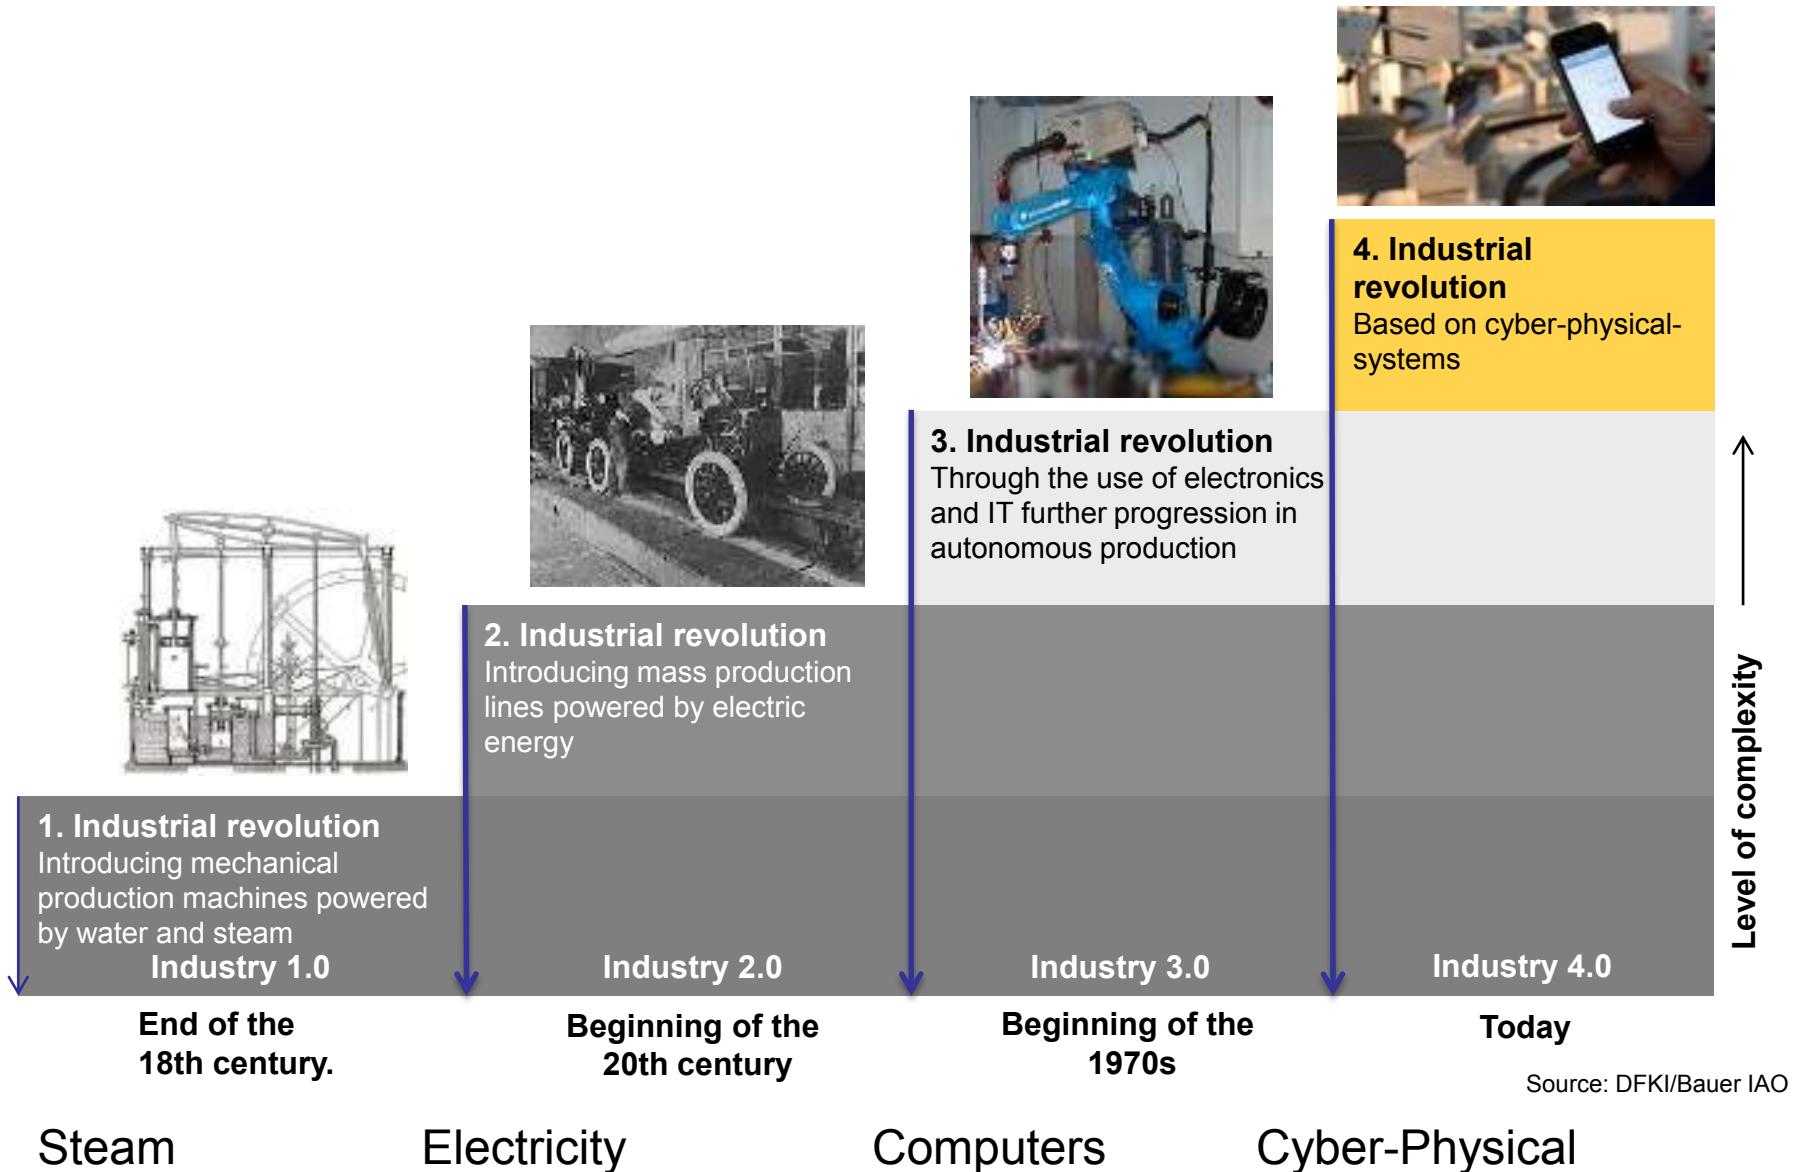 4. Industrial
revolution
Based on cyber-physical-
systems
3. Industrial revolution
Through the use of electronics
and IT further progression in
autonomous production
2. Industrial revolution
Introducing mass production
lines powered by electric
energy
1. Industrial revolution
Introducing mechanical
production machines powered
by water and steam
Level of complexity
Industry 1.0
Industry 2.0
Industry 3.0
Industry 4.0
End of the
18th century.
Beginning of the
20th century
Beginning of the
1970s
Today
Source: DFKI/Bauer IAO
Steam
Electricity
Computers
Cyber-Physical